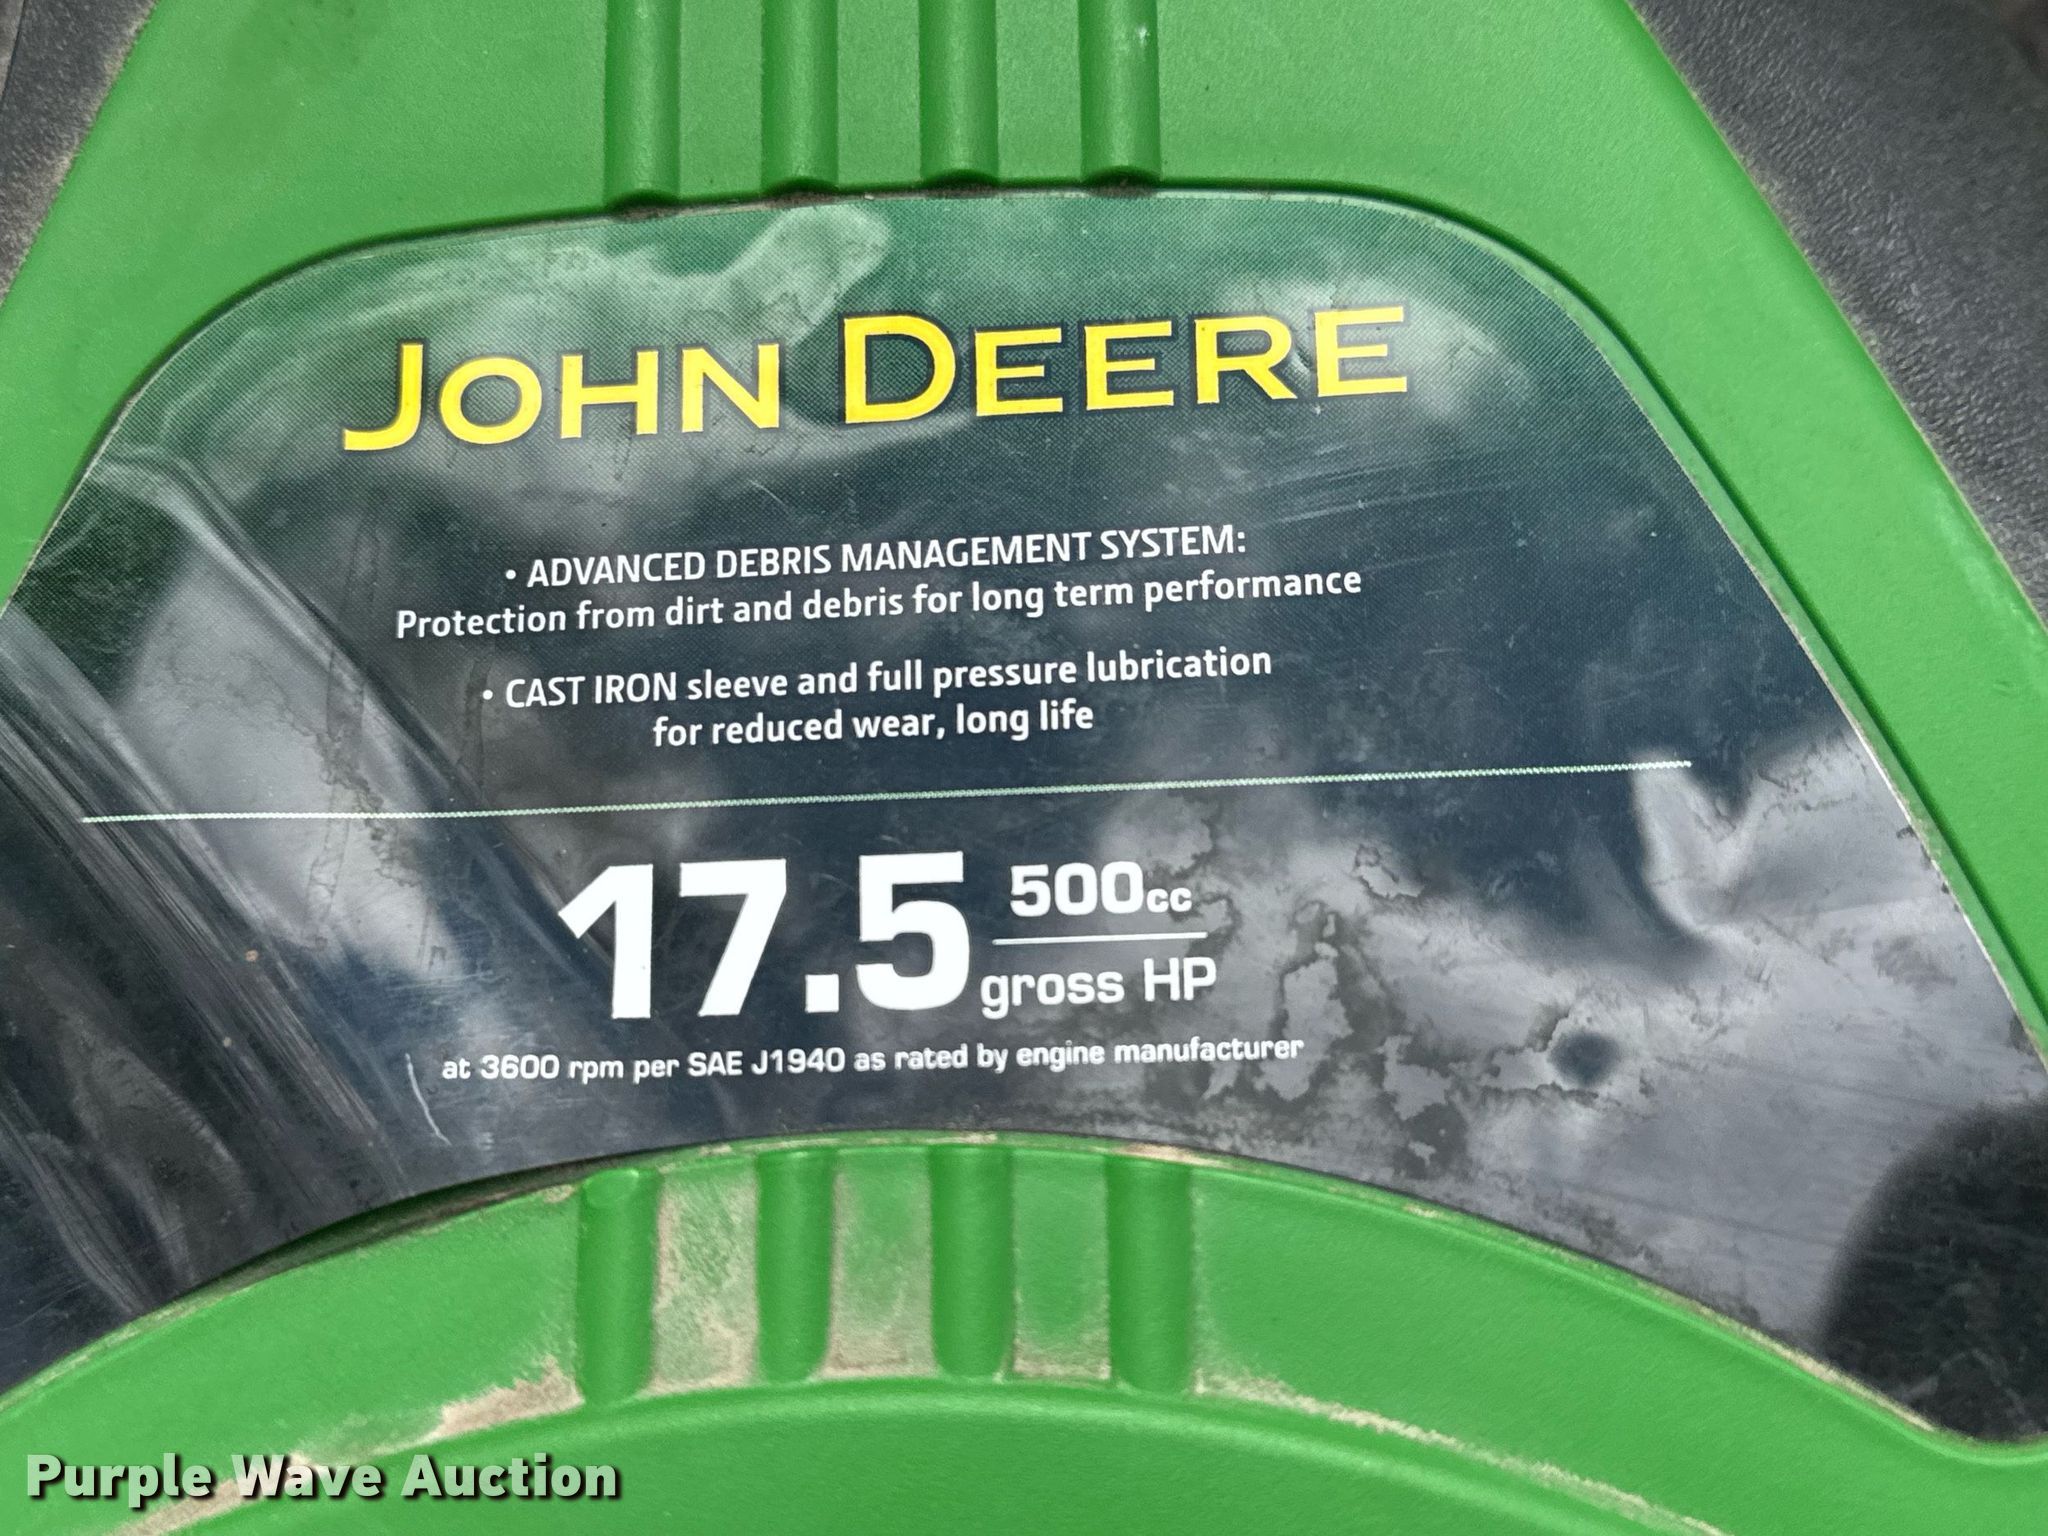 JOHN DEERE
• ADVANCED DEBRIS MANAGEMENT SYSTEM:
Protection from dirt and debris for long term performance
• CAST IRON sleeve and full pressure lubrication
for reduced wear, long life
17.5 500cc
gross HP
at 3600 rpm per SAE J1940 as rated by engine manufacturer
Purple Wave Auction